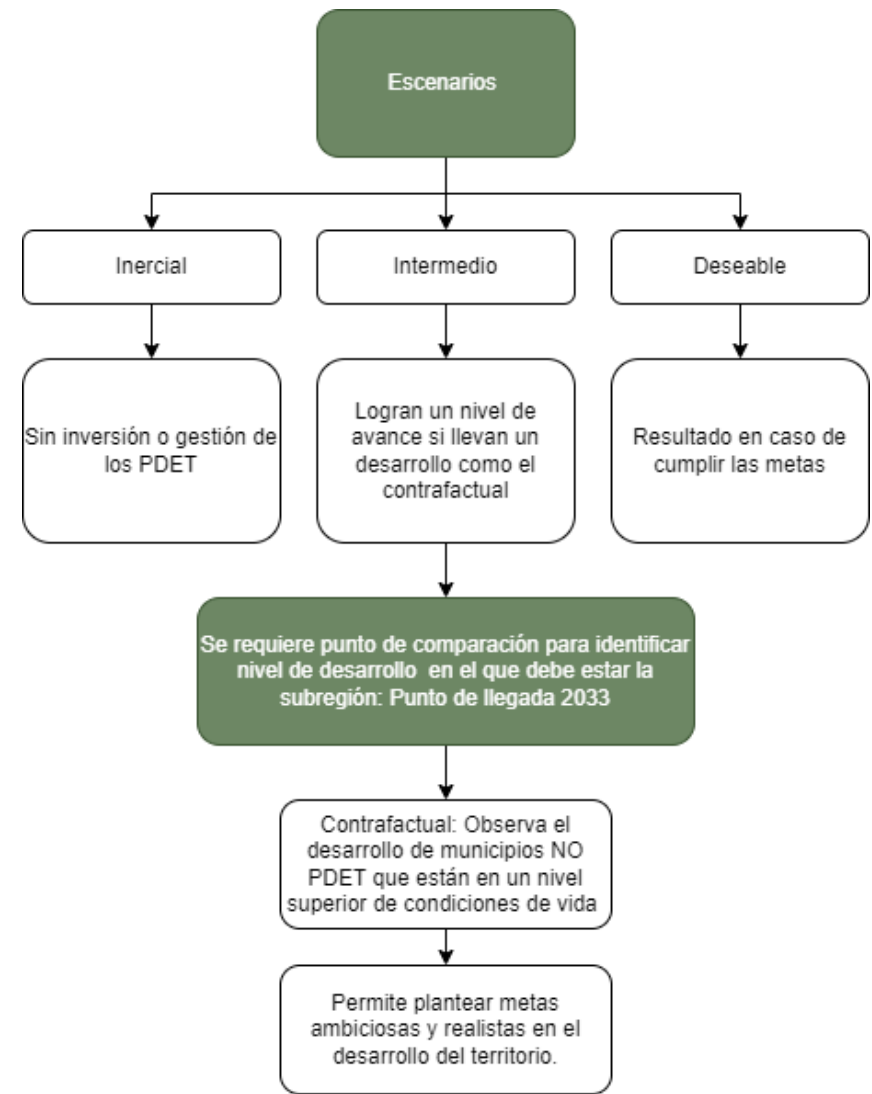 Escenarios
Inercial
Intermedio
Deseable
Sin inversión o gestión de
los PDET
Logran un nivel de
avance si llevan un
desarrollo como el
contrafactual
Resultado en caso de
cumplir las metas
Se requiere punto de comparación para identificar
nivel de desarrollo en el que debe estar la
subregión: Punto de llegada 2033
Contrafactual: Observa el
desarrollo de municipios NO
PDET que están en un nivel
superior de condiciones de vida
Permite plantear metas
ambiciosas y realistas en el
desarrollo del territorio.